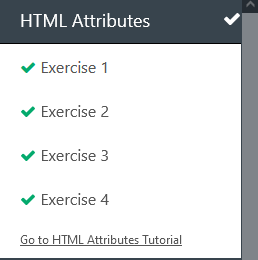 HTML Attributes
Exercise 1
Exercise 2
Exercise 3
Exercise 4
Go to HTML Attributes Tutorial